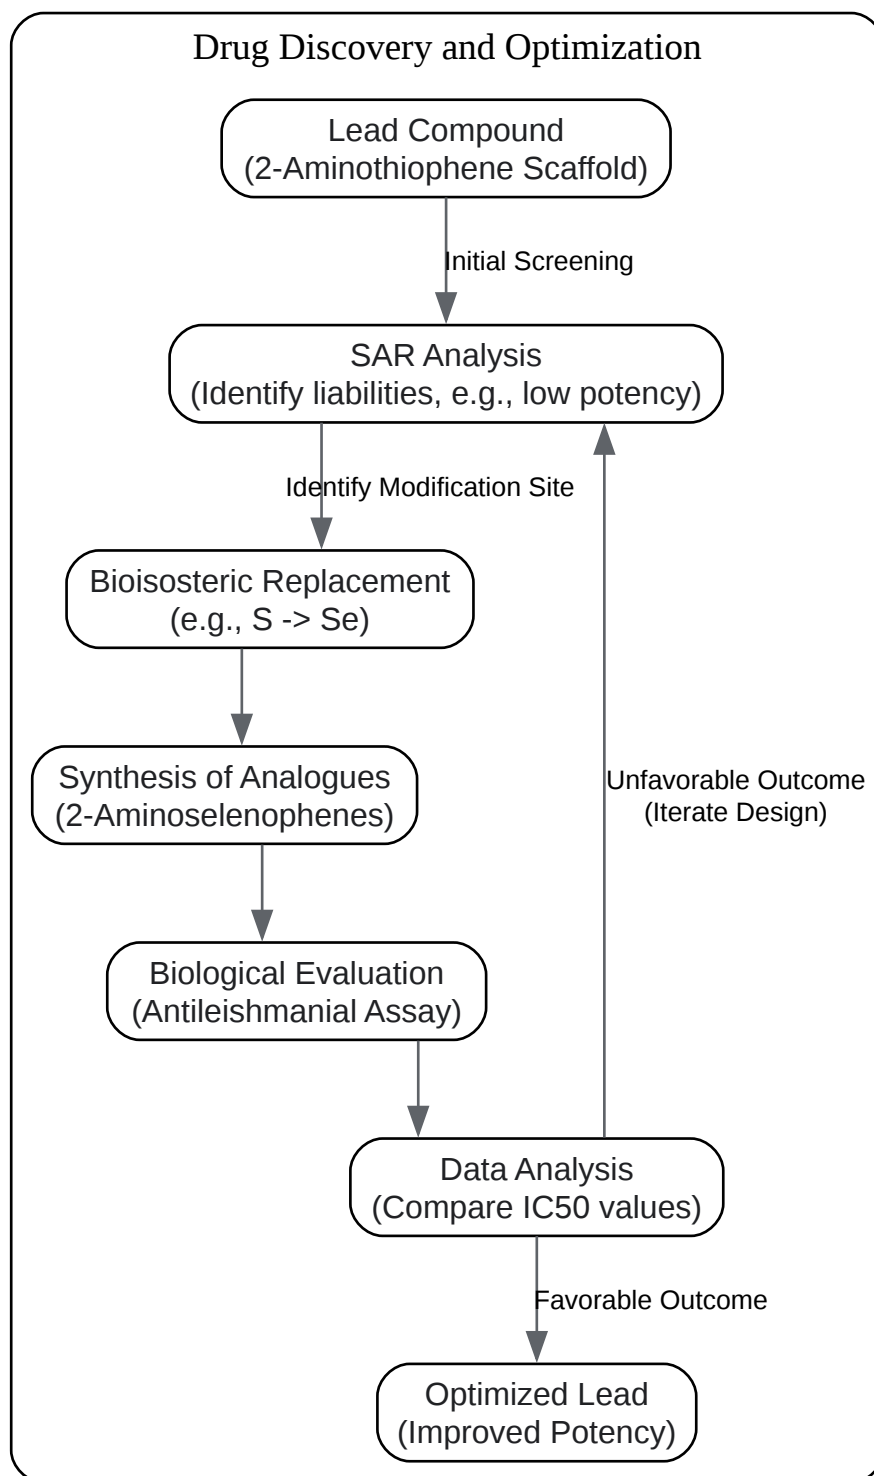 Drug Discovery and Optimization
Lead Compound
(2-Aminothiophene Scaffold)
Initial Screening
SAR Analysis
(Identify liabilities, e.g., low potency)
Identify Modification Site
Bioisosteric Replacement
(e.g., S -> Se)
Synthesis of Analogues
(2-Aminoselenophenes)
Unfavorable Outcome
(Iterate Design)
Biological Evaluation
(Antileishmanial Assay)
Data Analysis
(Compare IC50 values)
Favorable Outcome
Optimized Lead
(Improved Potency)